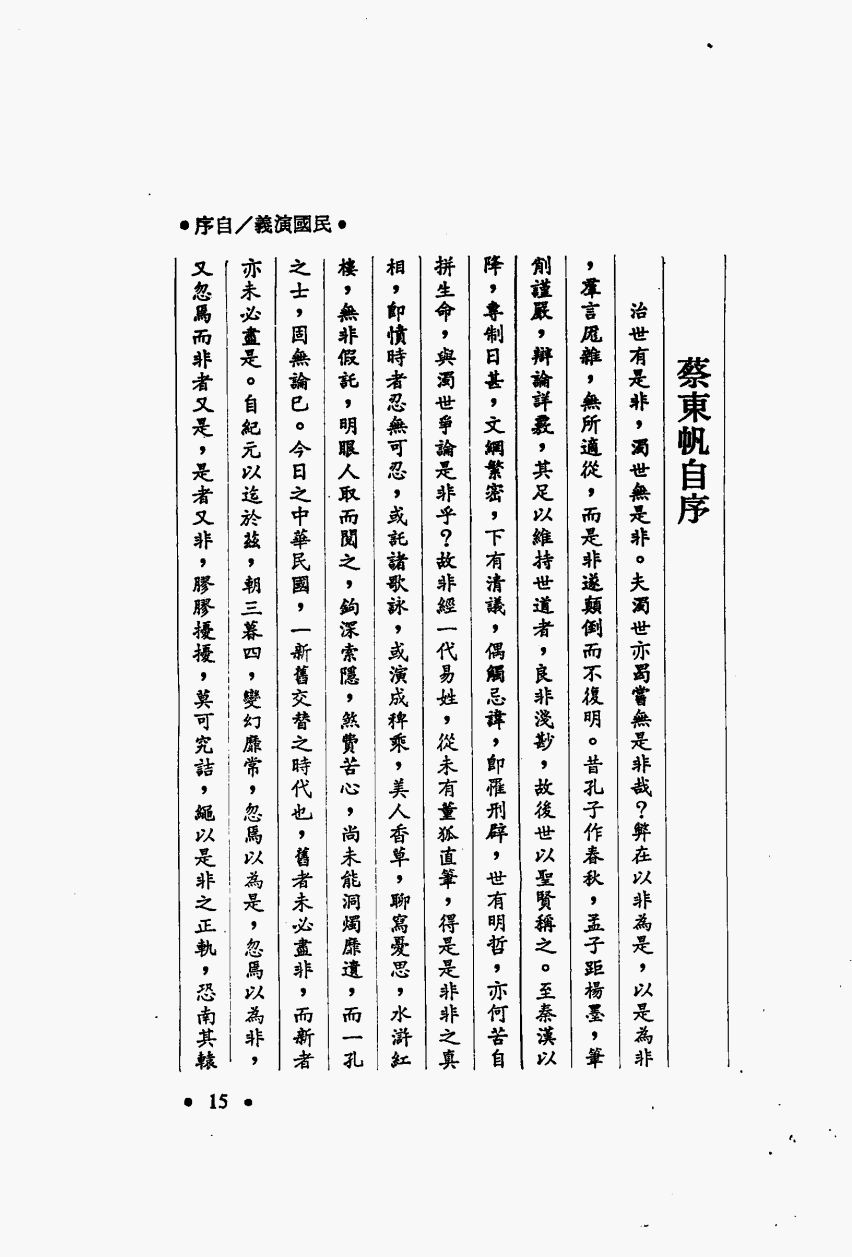 ●民國演義／自序●
蔡東帆自序
治世有是非，濁世無是非。夫濁世亦曷嘗無是非哉？弊在以非為是，以是為非
，羣言厖雜，無所適從，而是非遂顛倒而不復明。昔孔子作春秋，孟子距楊墨，筆
削謹嚴，辯論詳覈，其足以維持世道者，良非淺尠，故後世以聖賢稱之。至秦漢以
降，專制日甚，文網繁密，下有清議，偶觸忌諱，即罹刑辟，世有明哲，亦何苦自
拼生命，與濁世爭論是非乎？故非經一代易姓，從未有董狐直筆，得是是非非之真
相，即憤時者忍無可忍，或託諸歌詠，或演成稗乘，美人香草，聊寫憂思，水滸紅
樓，無非假託，明眼人取而閱之，鉤深索隱，煞費苦心，尚未能洞燭靡遺，而一孔
之士，固無論已。今日之中華民國，一新舊交替之時代也，舊者未必盡非，而新者
亦未必盡是。自紀元以迄於茲，朝三暮四，變幻靡常，忽焉以為是，忽焉以為非，
又忽焉而非者又是，是者又非，膠膠擾擾，莫可究詰，繩以是非之正軌，恐南其轅
● 15 ●